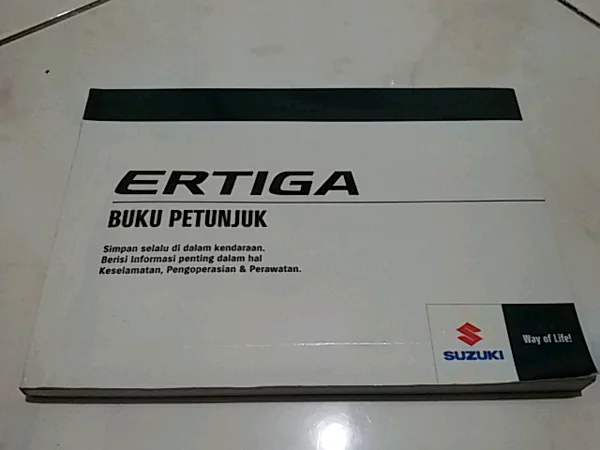 ERTIGA
BUKU PETUNJUK
Simpan selalu di dalam kendaraan.
Berisi Informasi penting dalam hal
Keselamatan, Pengoperasian & Perawatan.
SUZUKI
Way of Life!